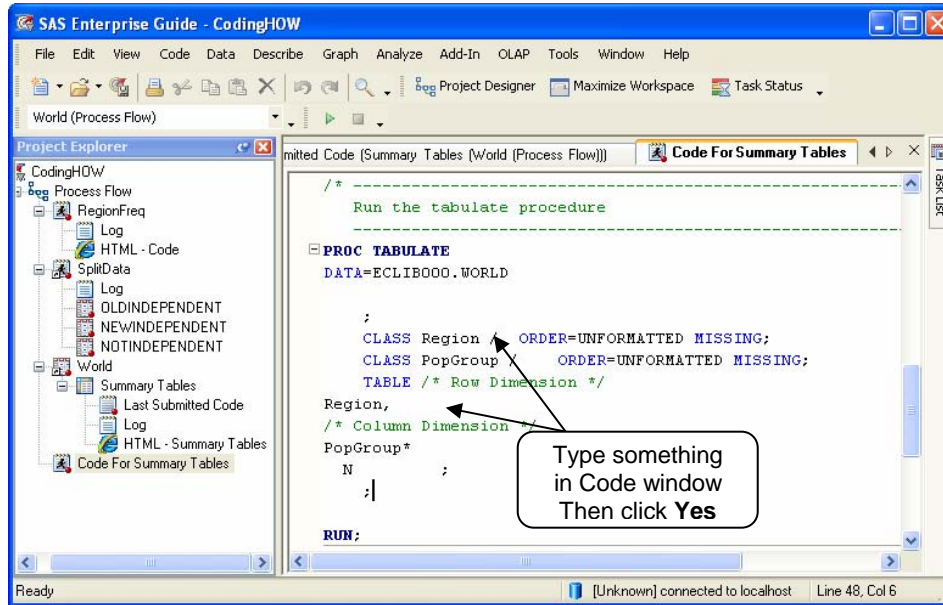 SAS Enterprise Guide - CodingHOW
File Edit View Code Data Describe Graph Analyze Add-In OLAP Tools Window Help
Project Designer Maximize Workspace Task Status
World (Process Flow)
Project Explorer
CodingHOW
Process Flow
RegionFreq
Log
HTML - Code
SplitData
Log
OLDINDEPENDENT
NEWINDEPENDENT
NOTINDEPENDENT
World
Summary Tables
Last Submitted Code
Log
HTML - Summary Tables
Code For Summary Tables
mitted Code (Summary Tables (World (Process Flow))) Code For Summary Tables
Task List
/* -----------------------------------------------------------
Run the tabulate procedure
-----------------------------------------------------------
PROC TABULATE
DATA=ECLIB000.WORLD
;
CLASS Region / ORDER=UNFORMATTED MISSING;
CLASS PopGroup / ORDER=UNFORMATTED MISSING;
TABLE /* Row Dimension */
Region,
/* Column Dimension */
PopGroup*
N ;
;
RUN;
Type something
in Code window
Then click Yes
Ready [Unknown] connected to localhost Line 48, Col 6